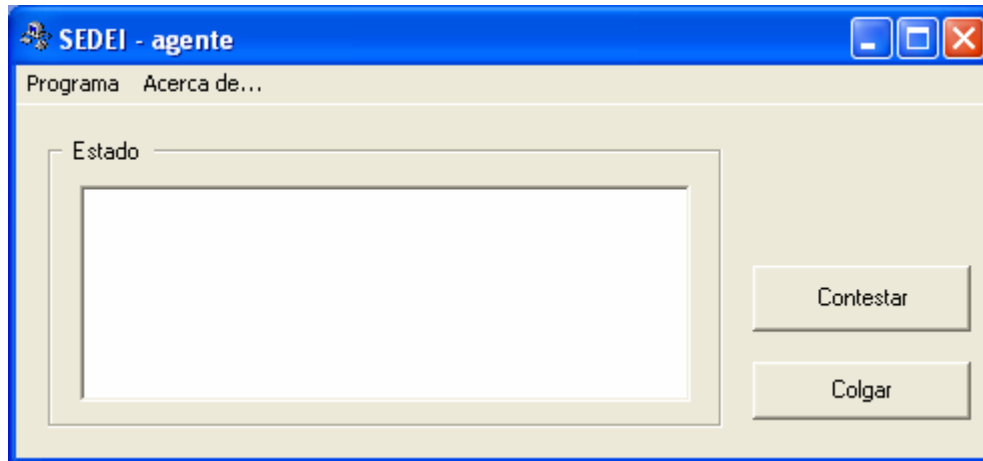 SEDEI - agente
Programa Acerca de...
Estado
Contestar
Colgar